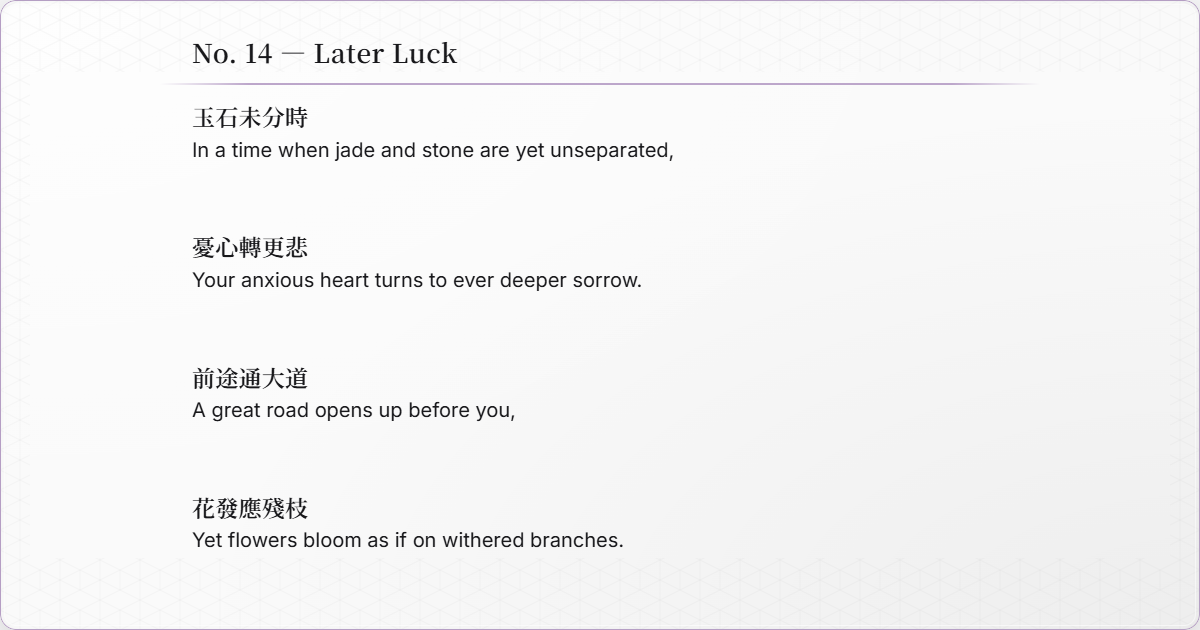 No. 14 — Later Luck
玉石未分時
In a time when jade and stone are yet unseparated,
憂心轉更悲
Your anxious heart turns to ever deeper sorrow.
前途通大道
A great road opens up before you,
花發應殘枝
Yet flowers bloom as if on withered branches.